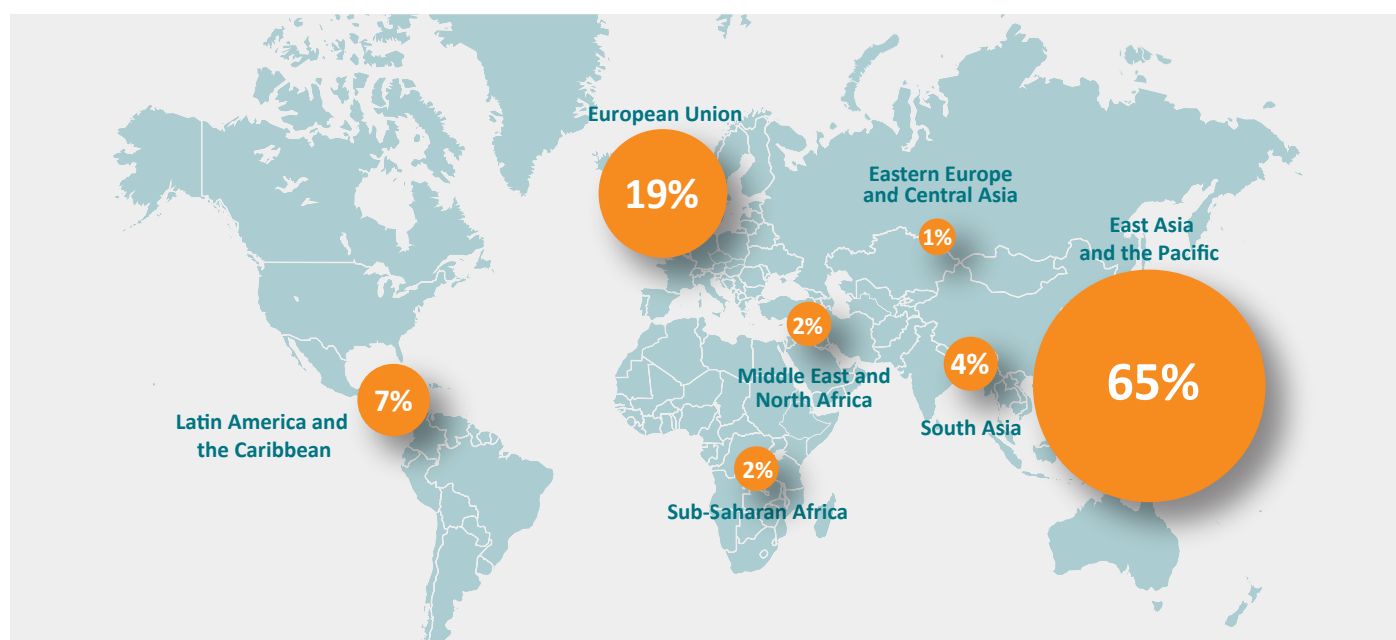 European Union
19%
Eastern Europe
and Central Asia
1%
East Asia
and the Pacific
65%
2%
Middle East and
North Africa
4%
South Asia
7%
Latin America and
the Caribbean
2%
Sub-Saharan Africa